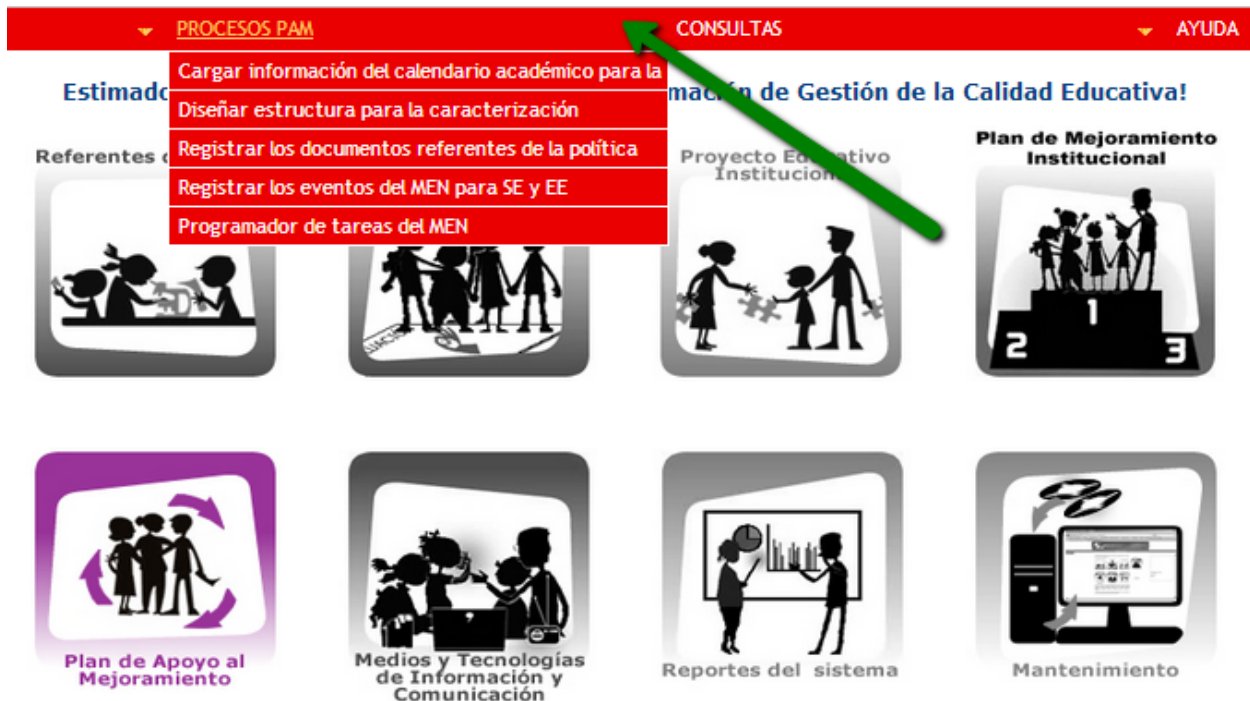 PROCESOS PAM CONSULTAS AYUDA
Cargar información del calendario académico para la
Estimado mación de Gestión de la Calidad Educativa!
Diseñar estructura para la caracterización
Registrar los documentos referentes de la política
Registrar los eventos del MEN para SE y EE
Programador de tareas del MEN
Referentes
Proyecto Educativo
Institucional
Plan de Mejoramiento
Institucional
1
2 3
Plan de Apoyo al
Mejoramiento
Medios y Tecnologías
de Información y
Comunicación
Reportes del sistema
Mantenimiento